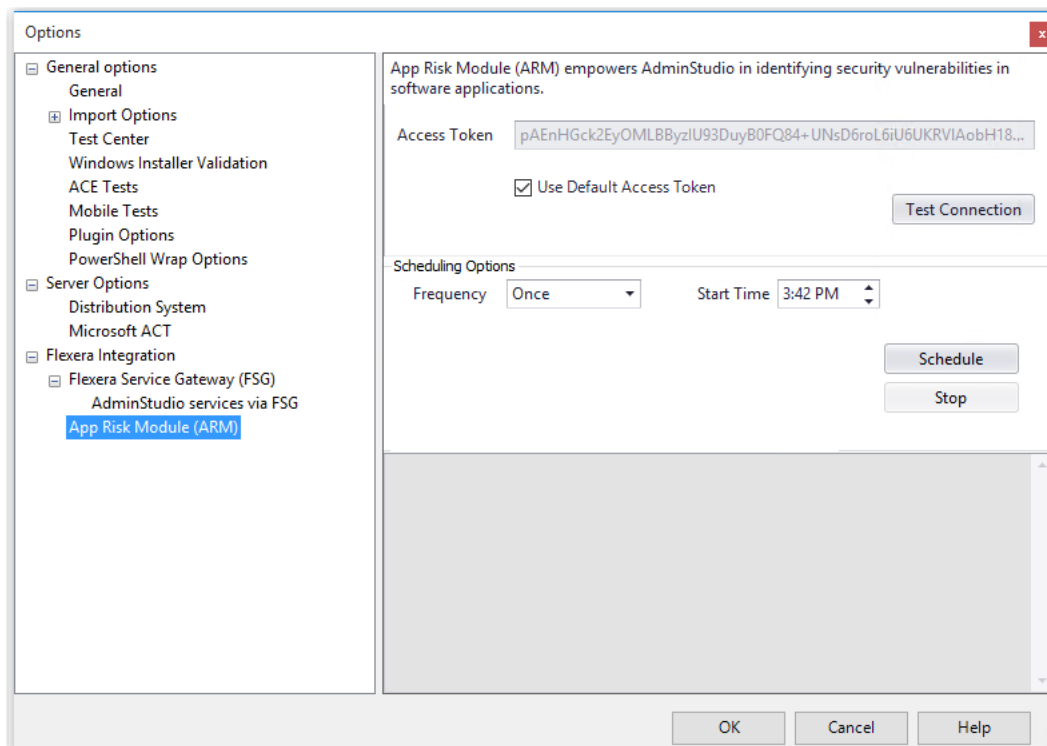 Options
x
General options
General
Import Options
Test Center
Windows Installer Validation
ACE Tests
Mobile Tests
Plugin Options
PowerShell Wrap Options
Server Options
Distribution System
Microsoft ACT
Flexera Integration
Flexera Service Gateway (FSG)
AdminStudio services via FSG
App Risk Module (ARM)
App Risk Module (ARM) empowers AdminStudio in identifying security vulnerabilities in
software applications.
Access Token
Use Default Access Token
Test Connection
Scheduling Options
Frequency Once Start Time 3:42 PM
Schedule
Stop
OK Cancel Help